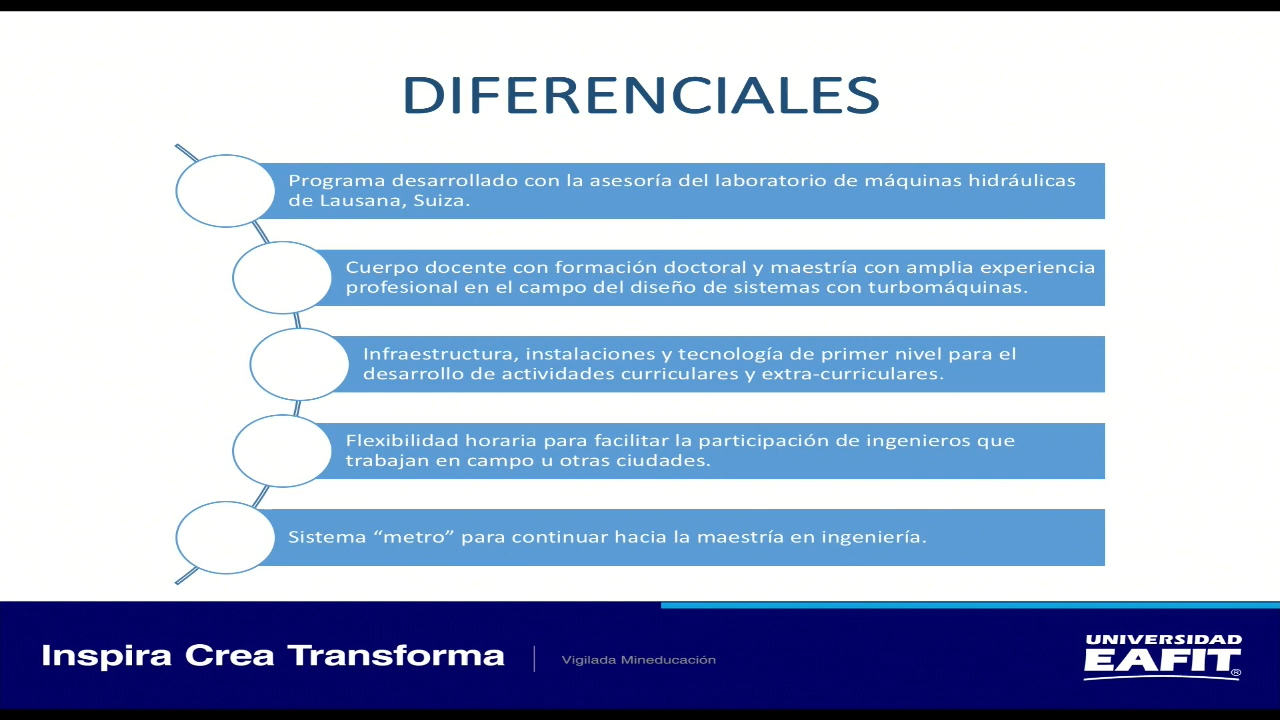 DIFERENCIALES
Programa desarrollado con la asesoría del laboratorio de máquinas hidráulicas
de Lausana, Suiza.
Cuerpo docente con formación doctoral y maestría con amplia experiencia
profesional en el campo del diseño de sistemas con turbomáquinas.
Infraestructura, instalaciones y tecnología de primer nivel para el
desarrollo de actividades curriculares y extra-curriculares.
Flexibilidad horaria para facilitar la participación de ingenieros que
trabajan en campo u otras ciudades.
Sistema “metro” para continuar hacia la maestría en ingeniería.
Inspira Crea Transforma
Vigilada Mineducación
UNIVERSIDAD
EAFIT®